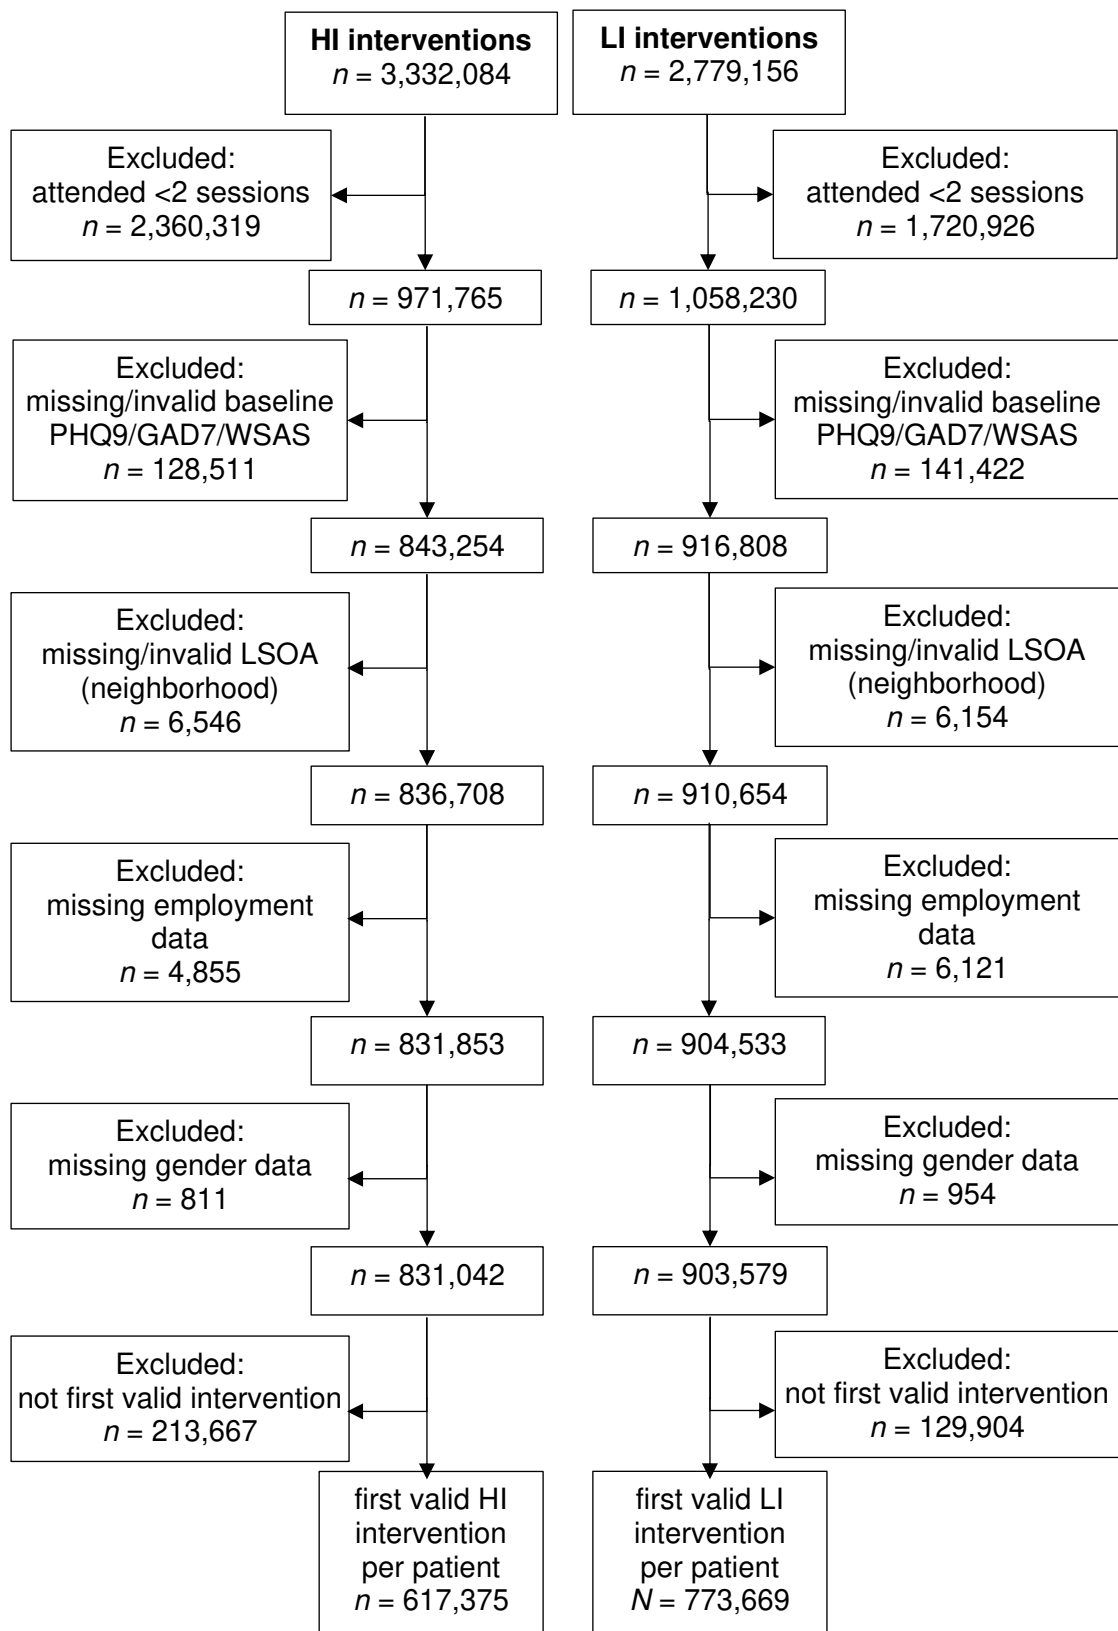 HI interventions
n = 3,332,084
LI interventions
n = 2,779,156
Excluded:
attended <2 sessions
n = 2,360,319
Excluded:
attended <2 sessions
n = 1,720,926
n = 971,765
n = 1,058,230
Excluded:
missing/invalid baseline
PHQ9/GAD7/WSAS
n = 128,511
Excluded:
missing/invalid baseline
PHQ9/GAD7/WSAS
n = 141,422
n = 843,254
n = 916,808
Excluded:
missing/invalid LSOA
(neighborhood)
n = 6,546
Excluded:
missing/invalid LSOA
(neighborhood)
n = 6,154
n = 836,708
n = 910,654
Excluded:
missing employment
data
n = 4,855
Excluded:
missing employment
data
n = 6,121
n = 831,853
n = 904,533
Excluded:
missing gender data
n = 811
Excluded:
missing gender data
n = 954
n = 831,042
n = 903,579
Excluded:
not first valid intervention
n = 213,667
Excluded:
not first valid intervention
n = 129,904
first valid HI
intervention
per patient
n = 617,375
first valid LI
intervention
per patient
N = 773,669